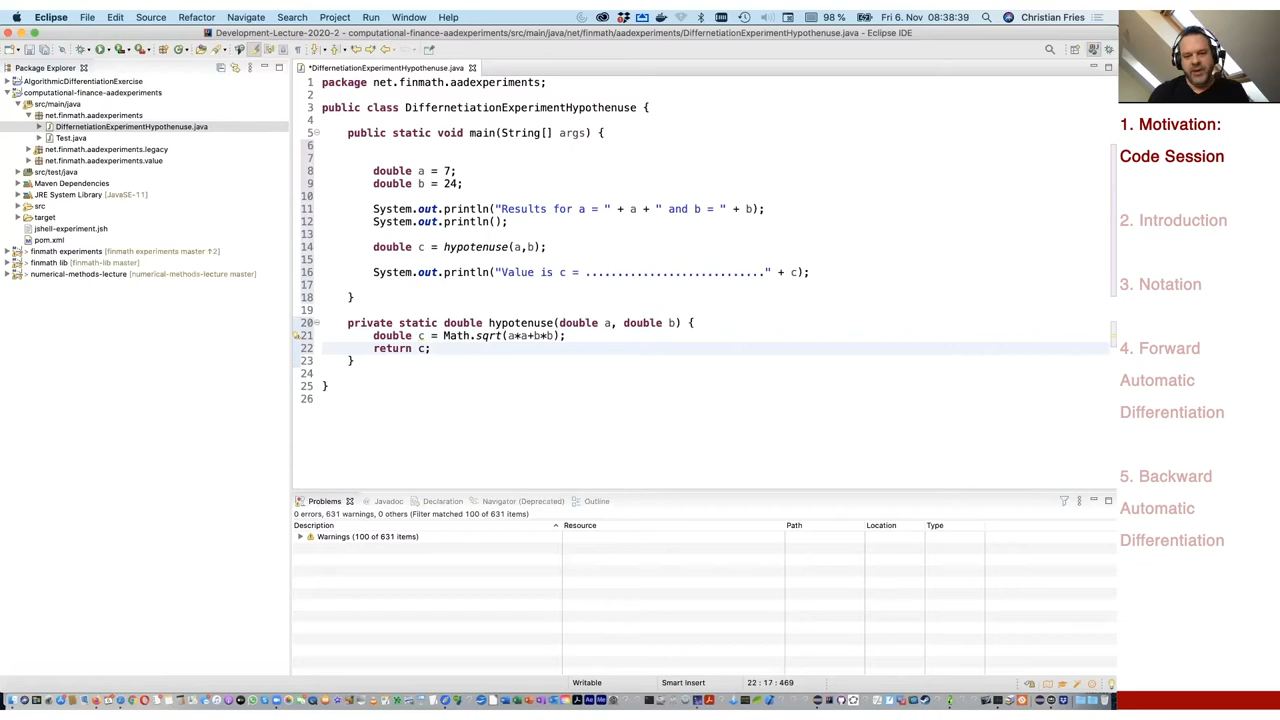 Eclipse File Edit Source Refactor Navigate Search Project Run Window Help 98 % Fri 6. Nov 08:38:39 Christian Fries
Development-Lecture-2020-2 - computational-finance-aadexperiments/src/main/java/net/finmath/aadexperiments/DiffernetiationExperimentHypothenuse.java - Eclipse IDE
Package Explorer
AlgorithmicDifferentiationExercise
computational-finance-aadexperiments
src/main/java
net.finmath.aadexperiments
DiffernetiationExperimentHypothenuse.java
Test.java
net.finmath.aadexperiments.legacy
net.finmath.aadexperiments.value
src/test/java
Maven Dependencies
JRE System Library [JavaSE-11]
src
target
jshell-experiment.jsh
pom.xml
finmath experiments [finmath-experiments master ↑2]
finmath lib [finmath-lib master]
numerical-methods-lecture [numerical-methods-lecture master]
*DiffernetiationExperimentHypothenuse.java
1 package net.finmath.aadexperiments;
2
3 public class DiffernetiationExperimentHypothenuse {
4
5 public static void main(String[] args) {
6
7
8 double a = 7;
9 double b = 24;
10
11 System.out.println("Results for a = " + a + " and b = " + b);
12 System.out.println();
13
14 double c = hypotenuse(a,b);
15
16 System.out.println("Value is c = ............................" + c);
17
18 }
19
20 private static double hypotenuse(double a, double b) {
21 double c = Math.sqrt(a*a+b*b);
22 return c;
23 }
24
25 }
26
Problems Javadoc Declaration Navigator (Deprecated) Outline
0 errors, 631 warnings, 0 others (Filter matched 100 of 631 items)
Description Resource Path Location Type
Warnings (100 of 631 items)
Writable Smart Insert 22 : 17 : 469
1. Motivation:
Code Session
2. Introduction
3. Notation
4. Forward
Automatic
Differentiation
5. Backward
Automatic
Differentiation